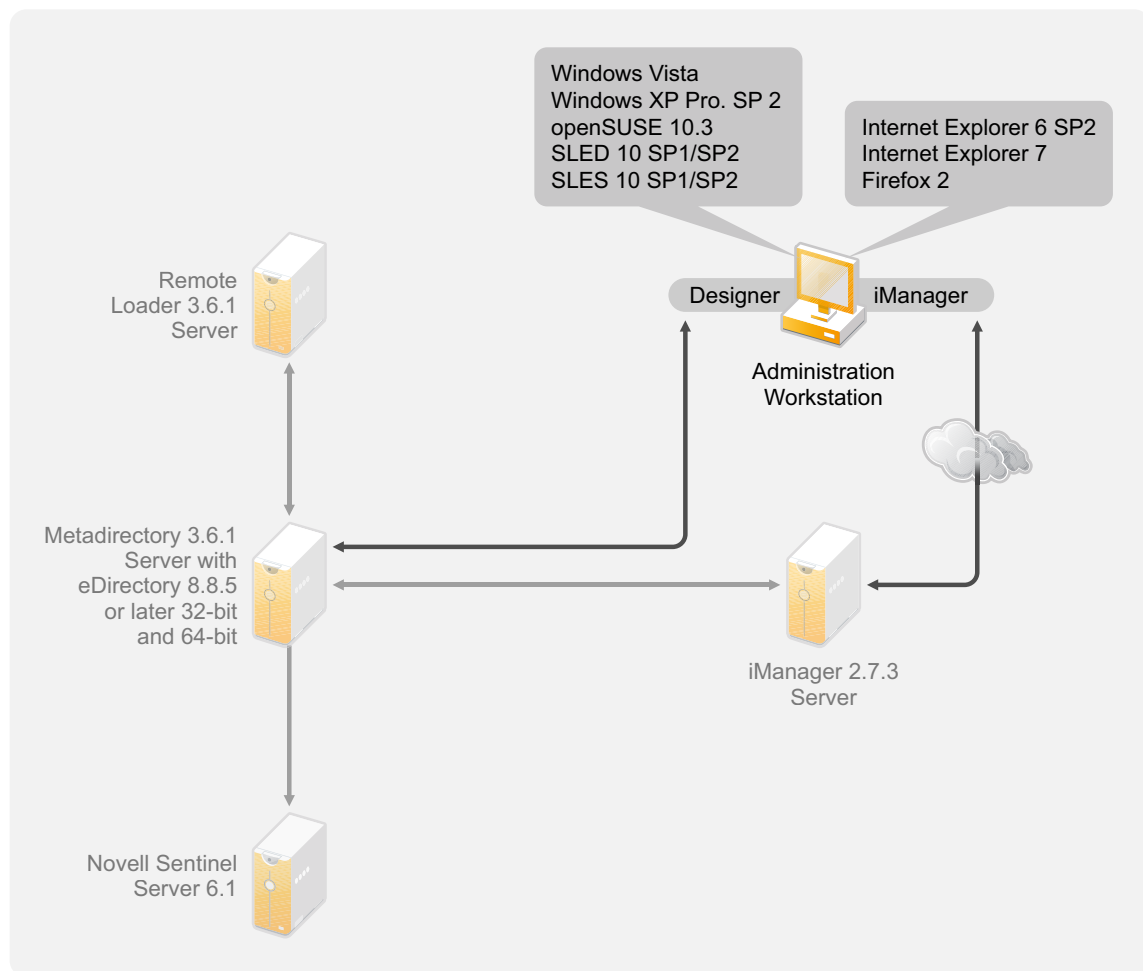 Windows Vista
Windows XP Pro. SP 2
openSUSE 10.3
SLED 10 SP1/SP2
SLES 10 SP1/SP2
Internet Explorer 6 SP2
Internet Explorer 7
Firefox 2
Remote
Loader 3.6.1
Server
Designer
iManager
Administration
Workstation
Metadirectory 3.6.1
Server with
eDirectory 8.8.5
or later 32-bit
and 64-bit
iManager 2.7.3
Server
Novell Sentinel
Server 6.1